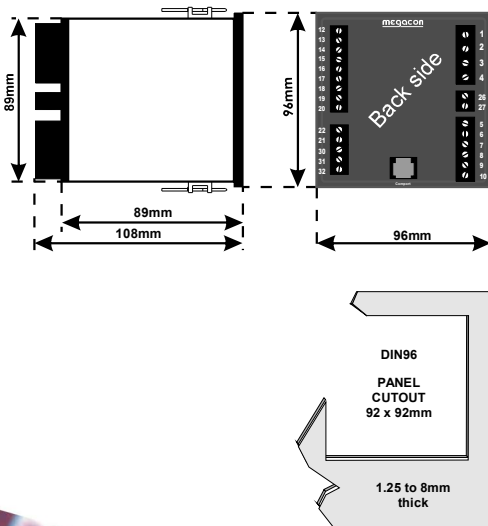 89mm
89mm
108mm
96mm
megacon
Back side
12
13
14
15
16
17
18
19
20
22
21
30
31
32
1
2
3
4
26
27
5
6
7
8
9
10
Comport
96mm
DIN96
PANEL
CUTOUT
92 x 92mm
1.25 to 8mm
thick